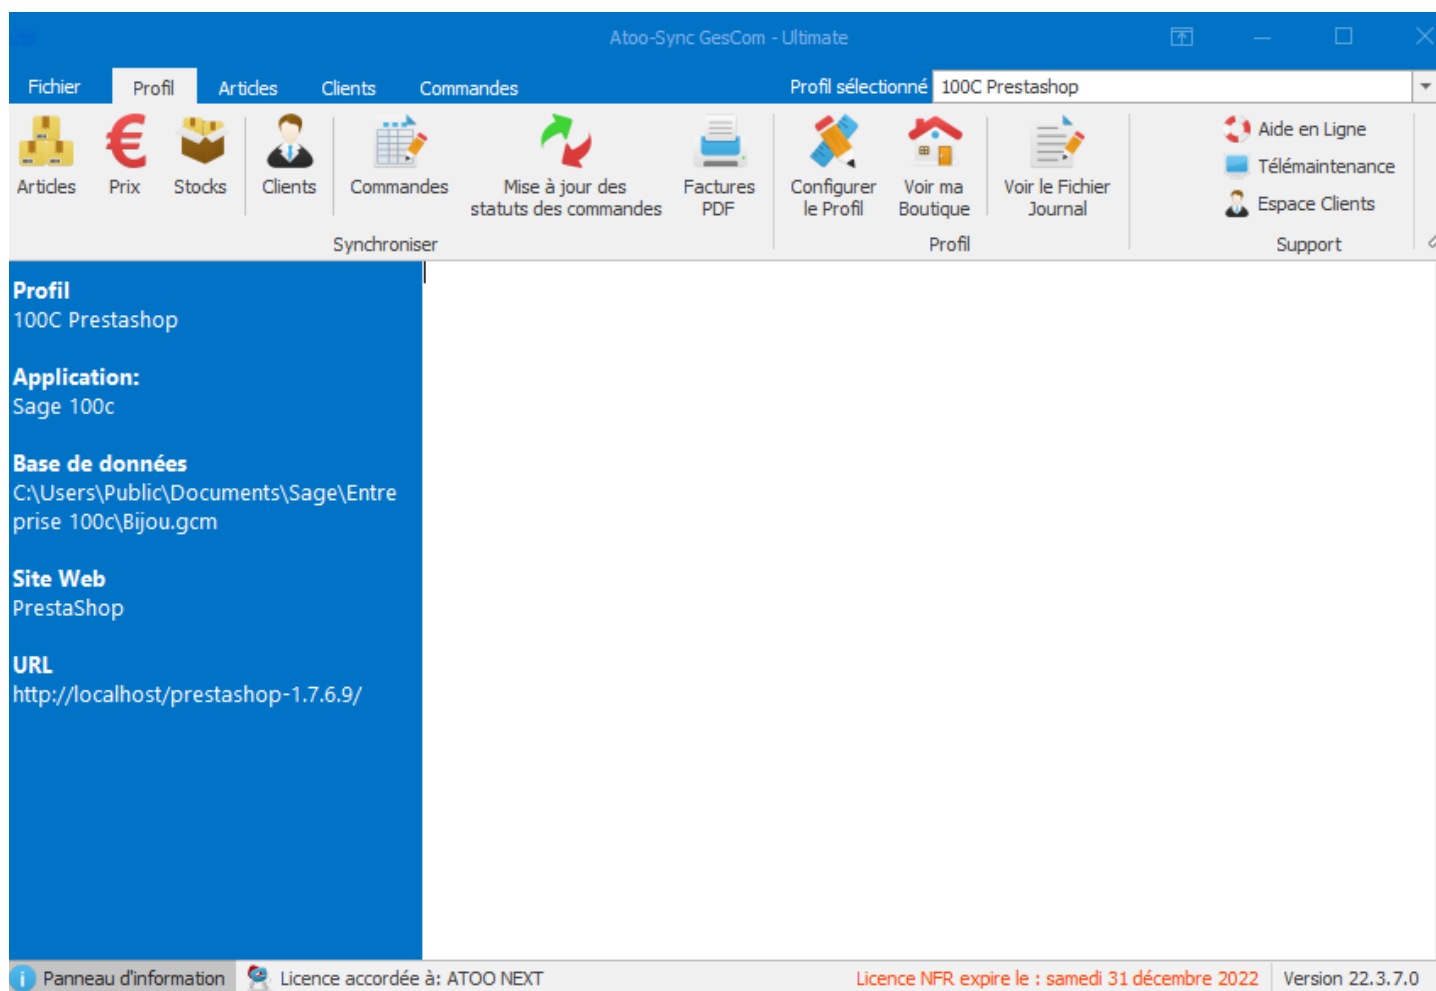 Atoo-Sync GesCom - Ultimate
Fichier Profil Articles Clients Commandes Profil sélectionné 100C Prestashop
Articles Prix Stocks Clients Commandes Mise à jour des statuts des commandes Factures PDF Configurer le Profil Voir ma Boutique Voir le Fichier Journal
Aide en Ligne
Télémaintenance
Espace Clients
Synchroniser Profil Support
Profil
100C Prestashop
Application:
Sage 100c
Base de données
C:\Users\Public\Documents\Sage\Entre
prise 100c\Bijou.gcm
Site Web
PrestaShop
URL
http://localhost/prestashop-1.7.6.9/
Panneau d'information Licence accordée à: ATOO NEXT Licence NFR expire le : samedi 31 décembre 2022 Version 22.3.7.0